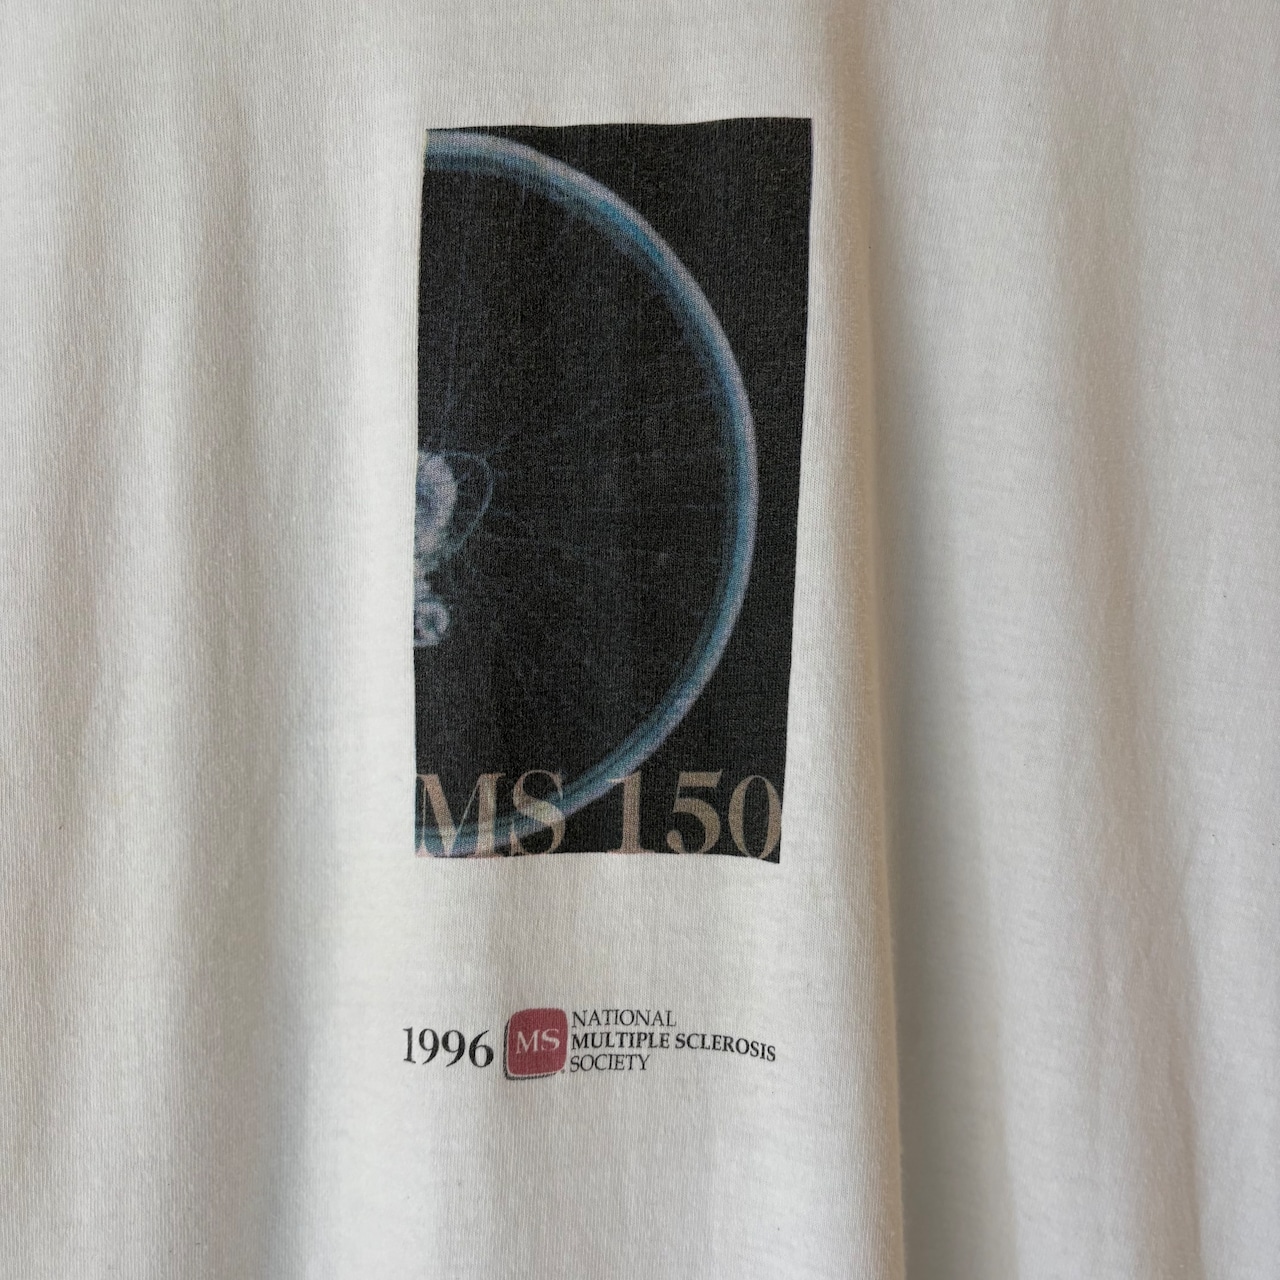 MS 150
1996 MS NATIONAL
MULTIPLE SCLEROSIS
SOCIETY